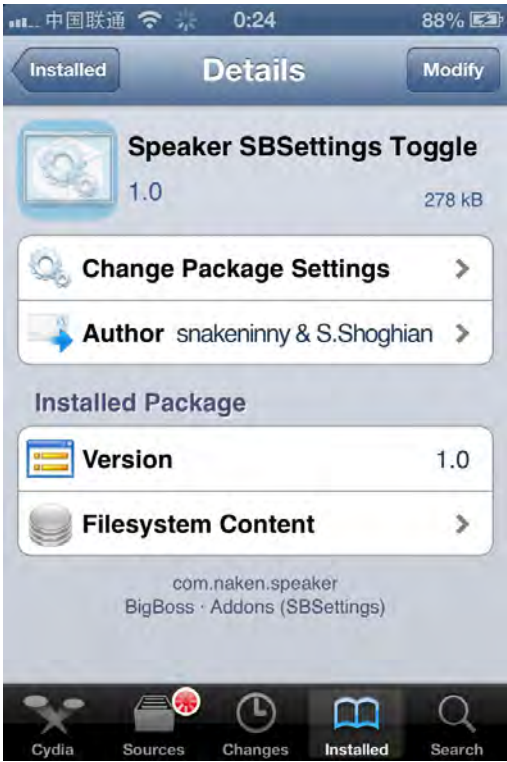 中国联通 0:24 88%
Installed Details Modify
Speaker SBSettings Toggle
1.0 278 kB
Change Package Settings
Author snakeninny & S.Shoghian
Installed Package
Version 1.0
Filesystem Content
com.naken.speaker
BigBoss · Addons (SBSettings)
Cydia Sources Changes Installed Search